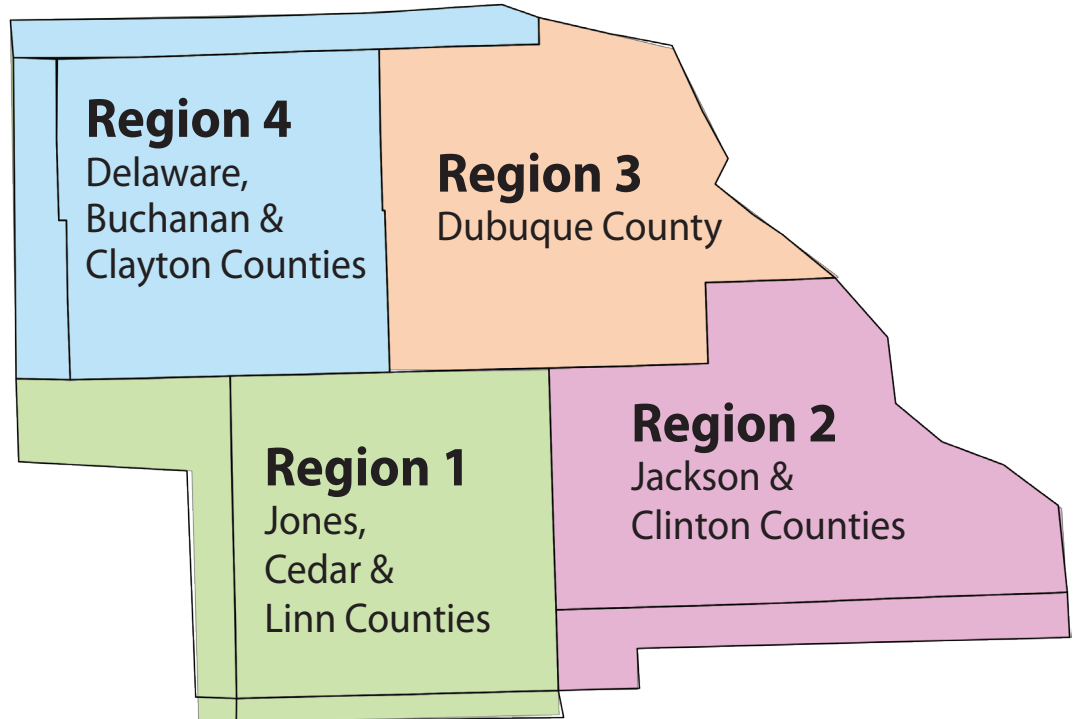 Region 4
Delaware,
Buchanan &
Clayton Counties
Region 3
Dubuque County
Region 2
Jackson &
Clinton Counties
Region 1
Jones,
Cedar &
Linn Counties